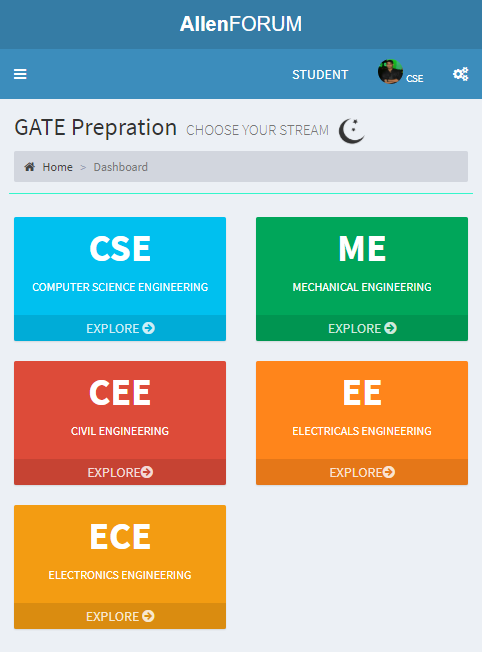 AllenFORUM
STUDENT CSE
GATE Prepration CHOOSE YOUR STREAM
Home > Dashboard
CSE
COMPUTER SCIENCE ENGINEERING
EXPLORE
ME
MECHANICAL ENGINEERING
EXPLORE
CEE
CIVIL ENGINEERING
EXPLORE
EE
ELECTRICALS ENGINEERING
EXPLORE
ECE
ELECTRONICS ENGINEERING
EXPLORE